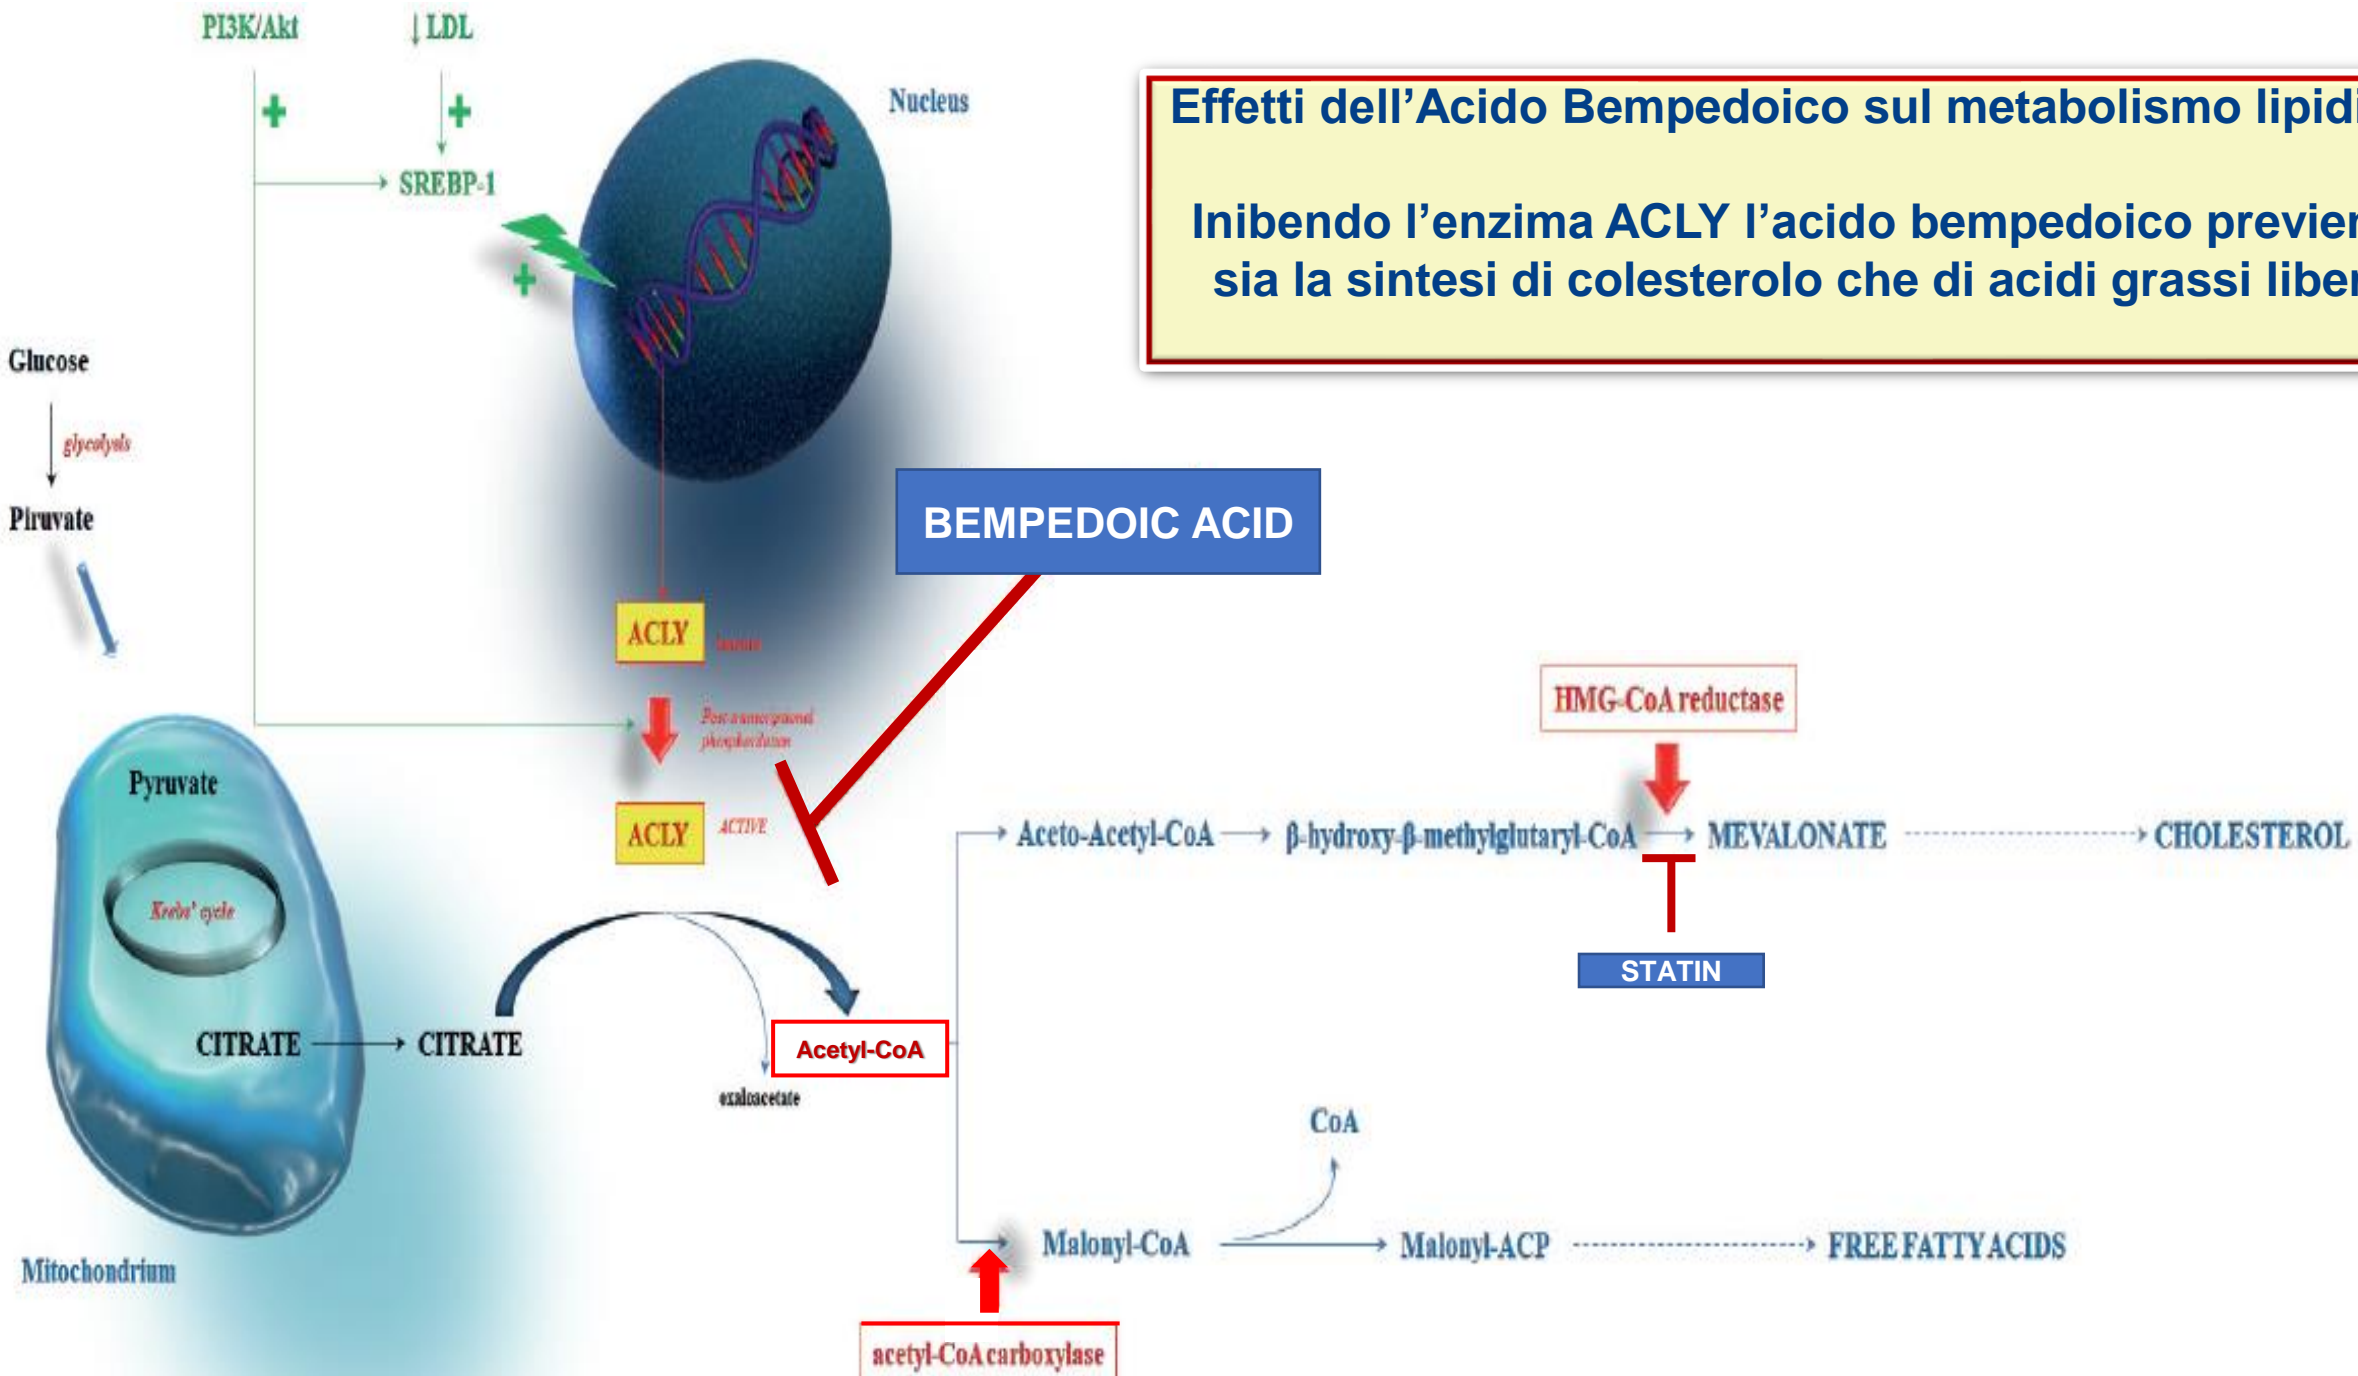 PI3K/Akt
↓ LDL
Nucleus
Effetti dell’Acido Bempedoico sul metabolismo lipidi
Inibendo l’enzima ACLY l’acido bempedoico previen
sia la sintesi di colesterolo che di acidi grassi liber
+
+
SREBP-1
+
Glucose
glycolysis
Piruvate
BEMPEDOIC ACID
ACLY
HMG-CoA reductase
Post-transcriptional
Pyruvate
ACLY
ACTIVE
Aceto-Acetyl-CoA
β-hydroxy-β-methylglutaryl-CoA
MEVALONATE
CHOLESTEROL
Krebs' cycle
STATIN
CITRATE
CITRATE
Acetyl-CoA
oxaloacetate
CoA
Malonyl-CoA
Malonyl-ACP
FREE FATTY ACIDS
Mitochondrium
acetyl-CoA carboxylase